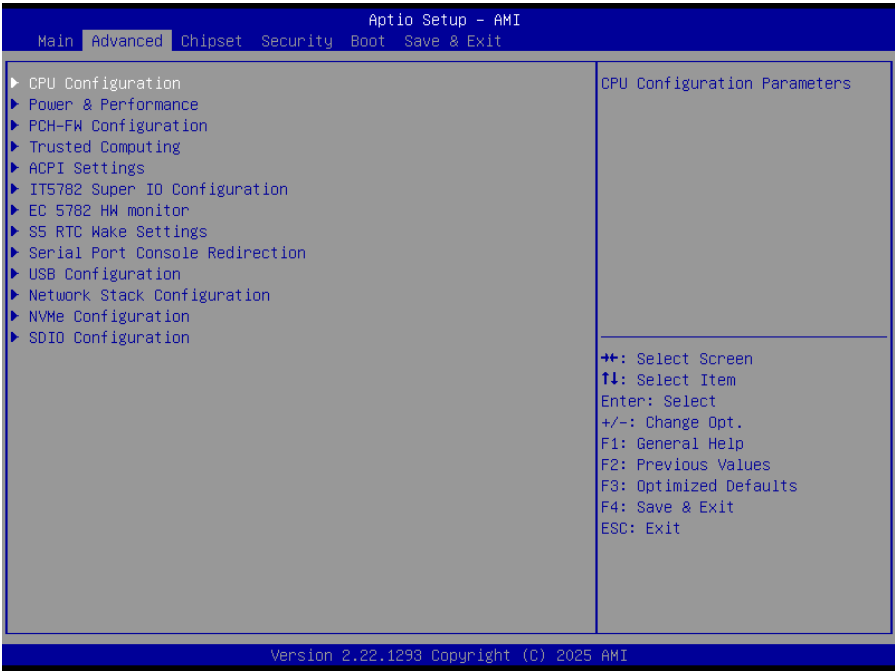 Aptio Setup – AMI
Main Advanced Chipset Security Boot Save & Exit
▶ CPU Configuration
▶ Power & Performance
▶ PCH-FW Configuration
▶ Trusted Computing
▶ ACPI Settings
▶ IT5782 Super IO Configuration
▶ EC 5782 HW monitor
▶ S5 RTC Wake Settings
▶ Serial Port Console Redirection
▶ USB Configuration
▶ Network Stack Configuration
▶ NVMe Configuration
▶ SDIO Configuration
CPU Configuration Parameters
→←: Select Screen
↑↓: Select Item
Enter: Select
+/-: Change Opt.
F1: General Help
F2: Previous Values
F3: Optimized Defaults
F4: Save & Exit
ESC: Exit
Version 2.22.1293 Copyright (C) 2025 AMI